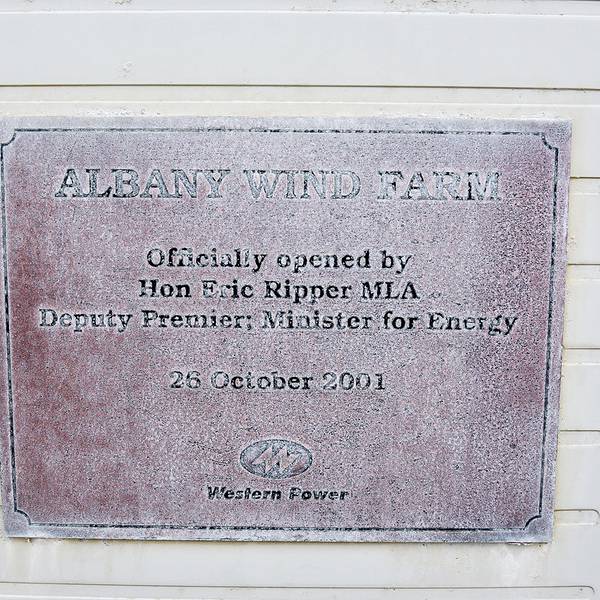 ALBANY WIND FARM
Officially opened by
Hon Eric Ripper MLA
Deputy Premier; Minister for Energy
26 October 2001
Western Power